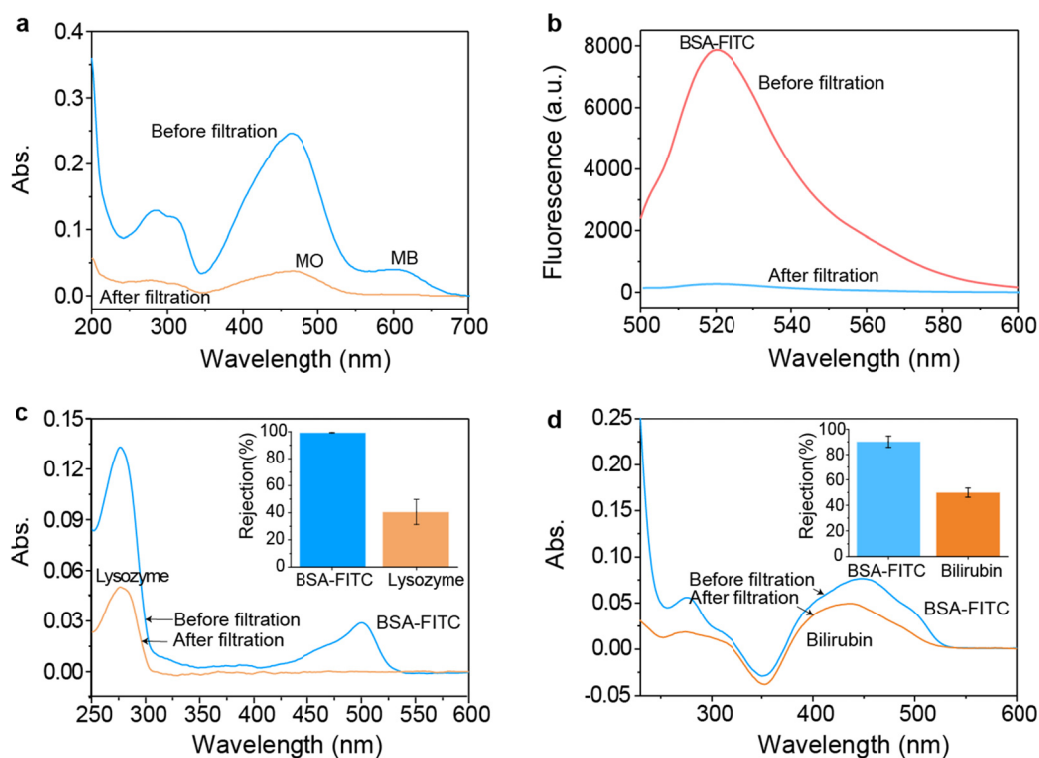 a
0.4
0.3
0.2
0.1
0.0
Abs.
Before filtration
MO
MB
After filtration
200 300 400 500 600 700
Wavelength (nm)
b
8000
6000
4000
2000
0
Fluorescence (a.u.)
BSA-FITC
Before filtration
After filtration
500 520 540 560 580 600
Wavelength (nm)
c
0.15
0.12
0.09
0.06
0.03
0.00
Abs.
100
80
60
40
20
0
Rejection(%)
BSA-FITC Lysozyme
Lysozyme
Before filtration
After filtration
BSA-FITC
250 300 350 400 450 500 550 600
Wavelength (nm)
d
0.25
0.20
0.15
0.10
0.05
0.00
-0.05
Abs.
100
80
60
40
20
0
Rejection(%)
BSA-FITC Bilirubin
Before filtration
After filtration
BSA-FITC
Bilirubin
300 400 500 600
Wavelength (nm)